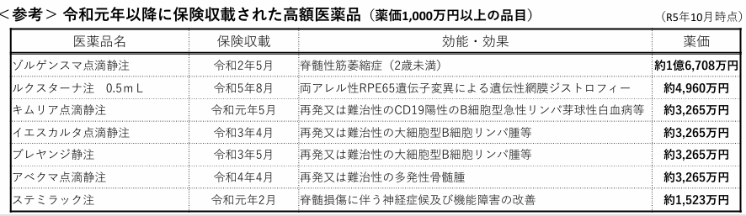 <参考> 令和元年以降に保険収載された高額医薬品（薬価1,000万円以上の品目）　（R5年10月時点）
医薬品名　保険収載　効能・効果　薬価
ゾルゲンスマ点滴静注　令和2年5月　脊髄性筋萎縮症（2歳未満）　約1億6,708万円
ルクスターナ注　0.5ｍL　令和5年8月　両アレル性RPE65遺伝子変異による遺伝性網膜ジストロフィー　約4,960万円
キムリア点滴静注　令和元年5月　再発又は難治性のCD19陽性のB細胞型急性リンパ芽球性白血病等　約3,265万円
イエスカルタ点滴静注　令和3年4月　再発又は難治性の大細胞型B細胞リンパ腫等　約3,265万円
ブレヤンジ静注　令和3年5月　再発又は難治性の大細胞型B細胞リンパ腫等　約3,265万円
アベクマ点滴静注　令和4年4月　再発又は難治性の多発性骨髄腫　約3,265万円
ステミラック注　令和元年2月　脊髄損傷に伴う神経症候及び機能障害の改善　約1,523万円